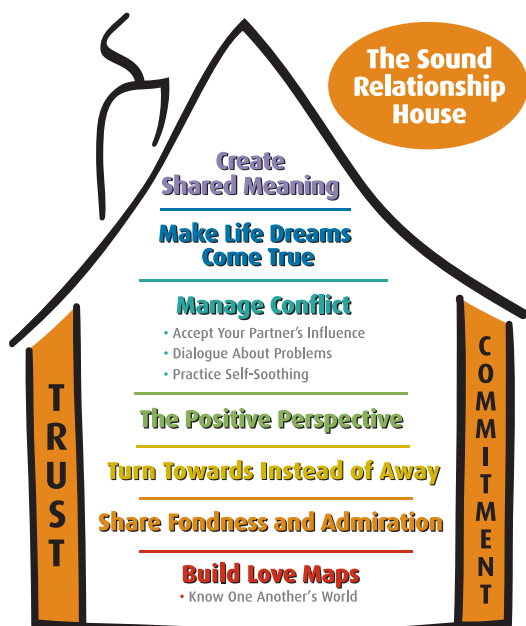 The Sound
Relationship
House
Create
Shared Meaning
Make Life Dreams
Come True
Manage Conflict
• Accept Your Partner's Influence
• Dialogue About Problems
• Practice Self-Soothing
The Positive Perspective
Turn Towards Instead of Away
Share Fondness and Admiration
Build Love Maps
• Know One Another's World
TRUST
COMMITMENT